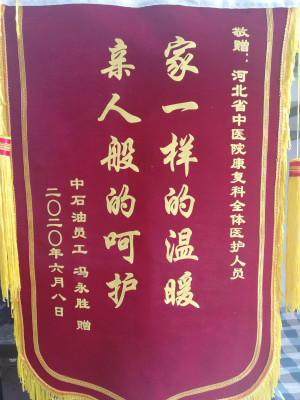 敬赠：河北省中医院康复科全体医护人员
家一样的温暖
亲人般的呵护
中石油员工 冯永胜 赠
二〇二〇年六月八日